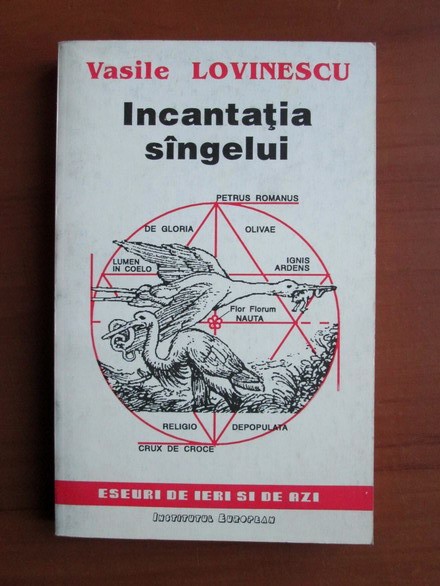 Vasile LOVINESCU
Incantaţia
sîngelui
PETRUS ROMANUS
DE GLORIA OLIVAE
LUMEN
IN COELO
IGNIS
ARDENS
Flor Florum
NAUTA
RELIGIO DEPOPULATA
CRUX DE CROCE
ESEURI DE IERI SI DE AZI
INSTITUTUL EUROPEAN